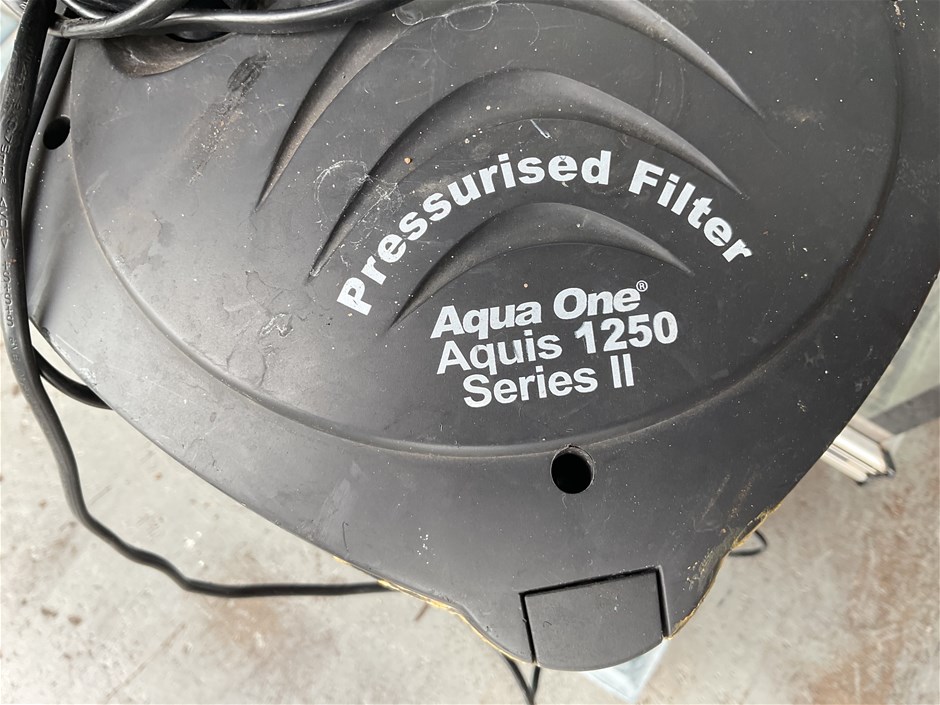 Pressurised Filter
Aqua One®
Aquis 1250
Series II